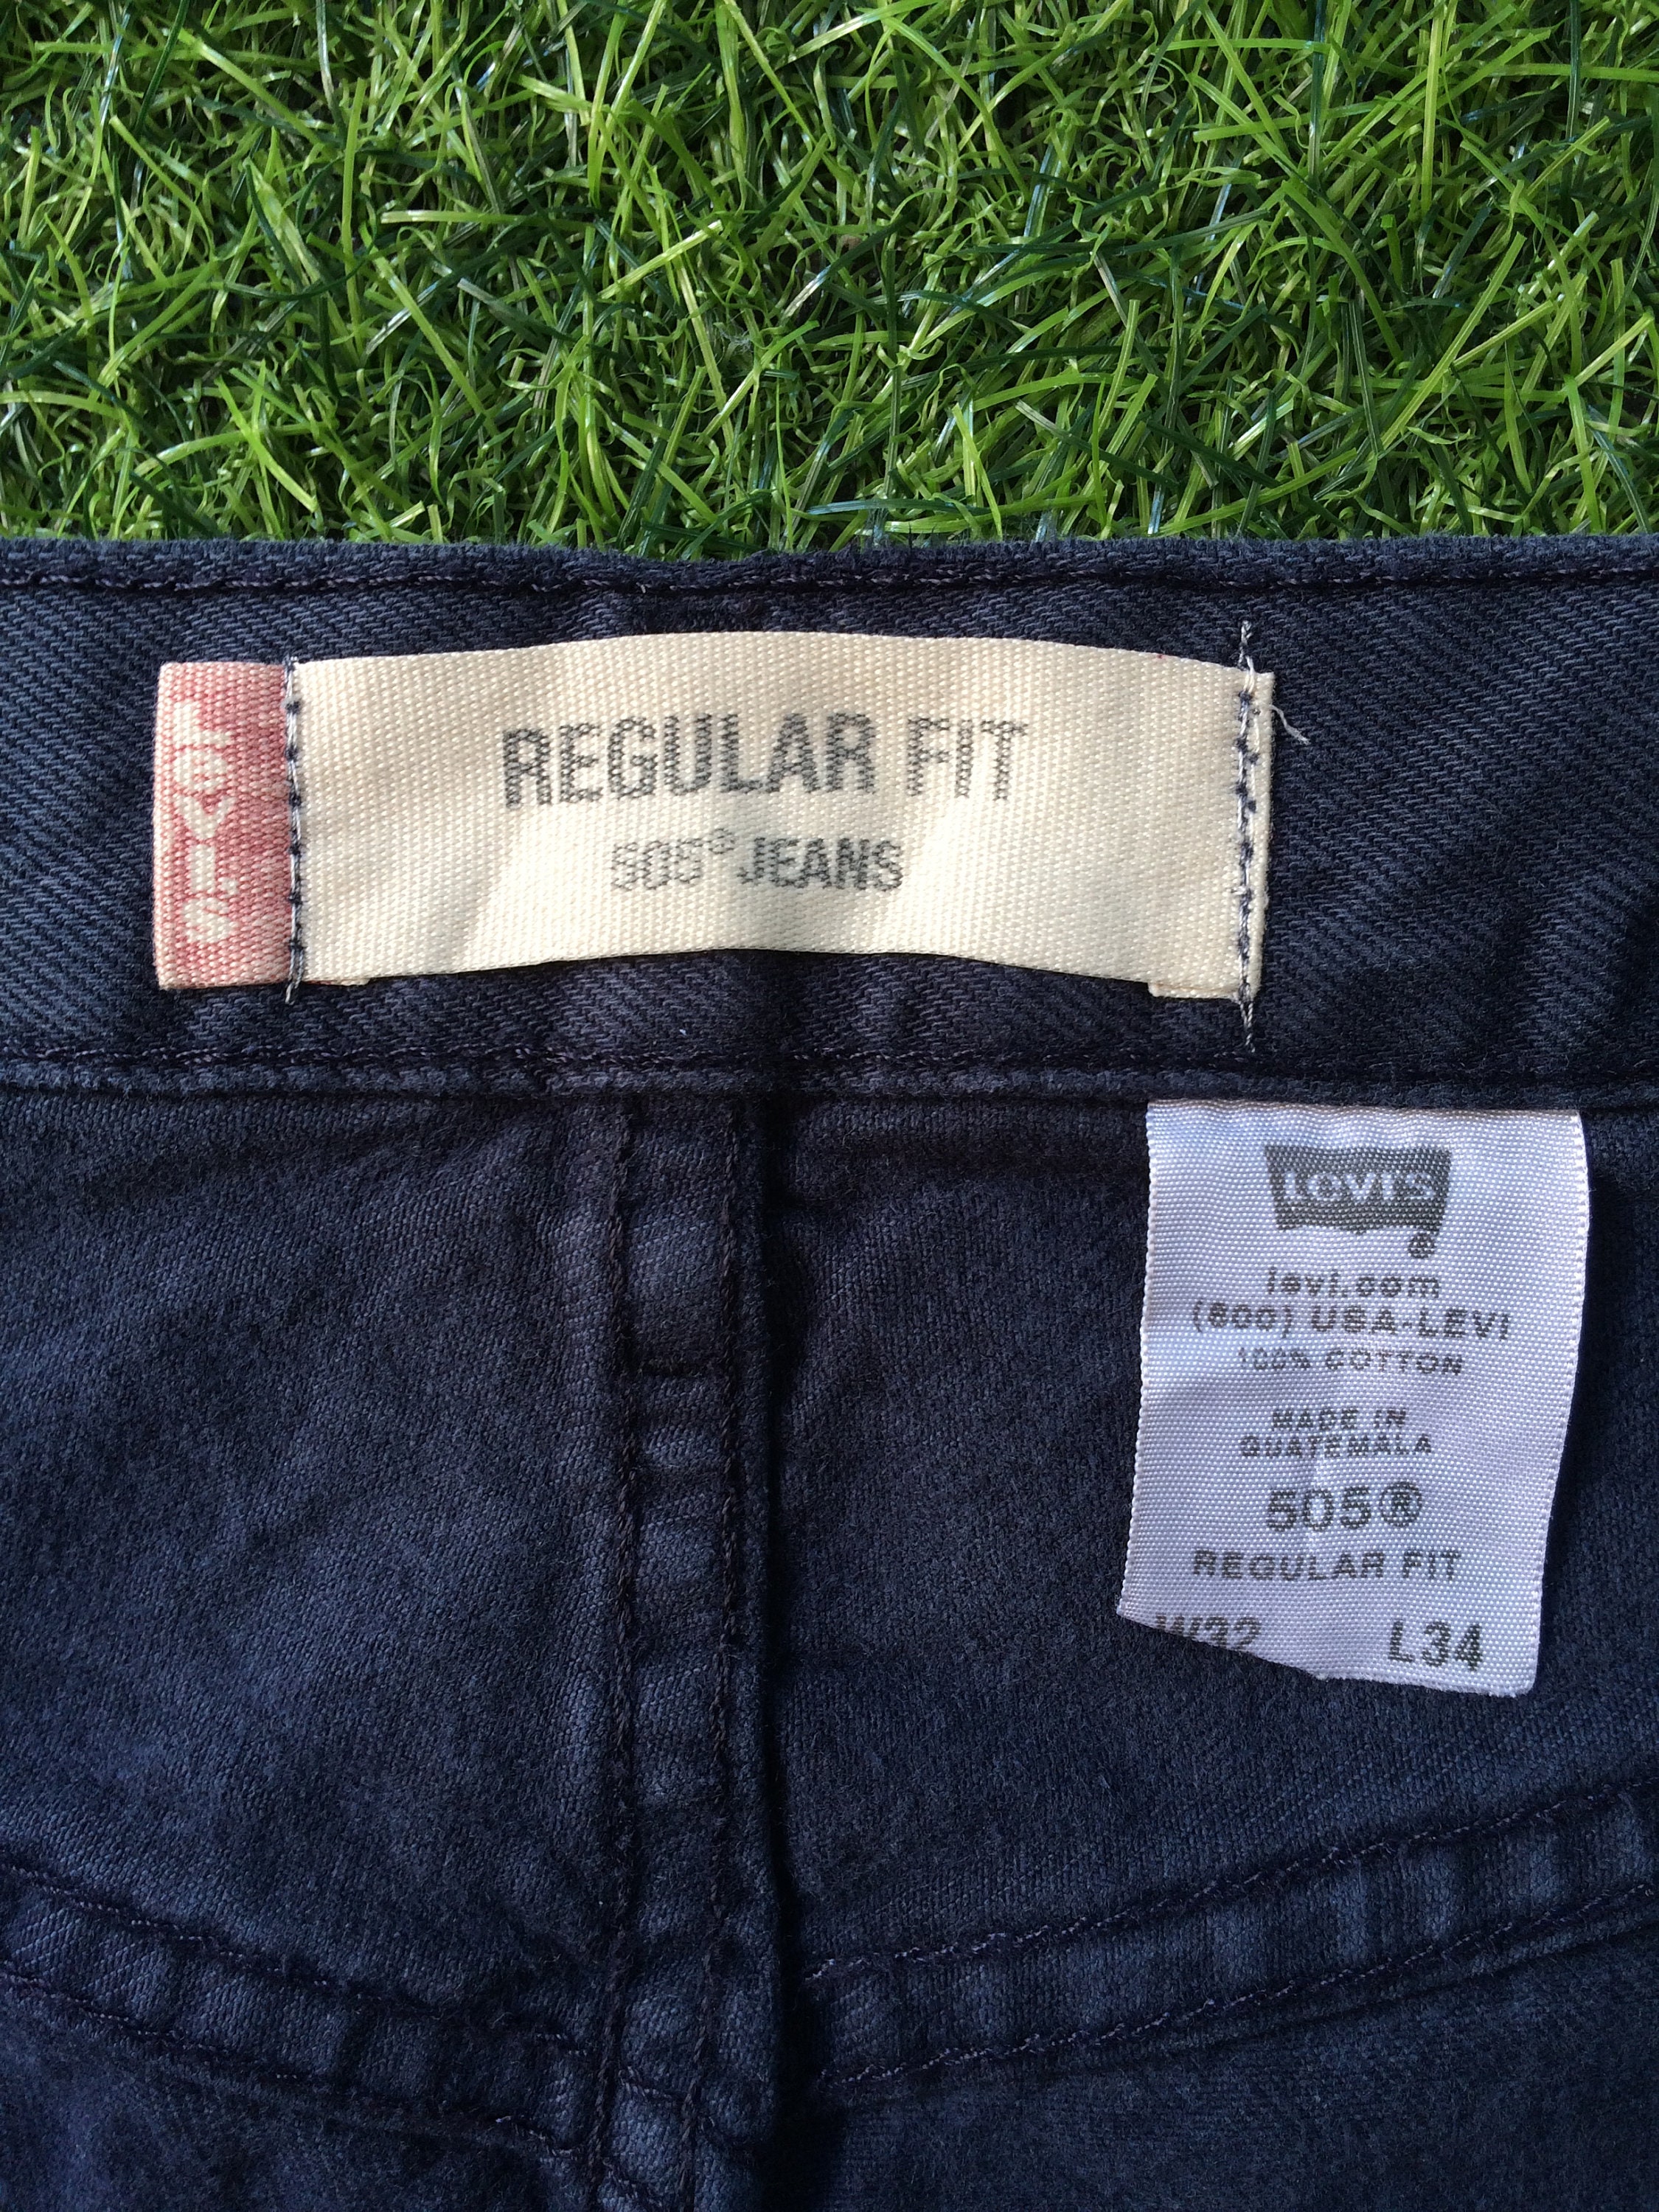 LEVI'S
REGULAR FIT
505® JEANS
Levi's
®
levi.com
(800) USA-LEVI
100% COTTON
MADE IN
GUATEMALA
505®
REGULAR FIT
W32 L34